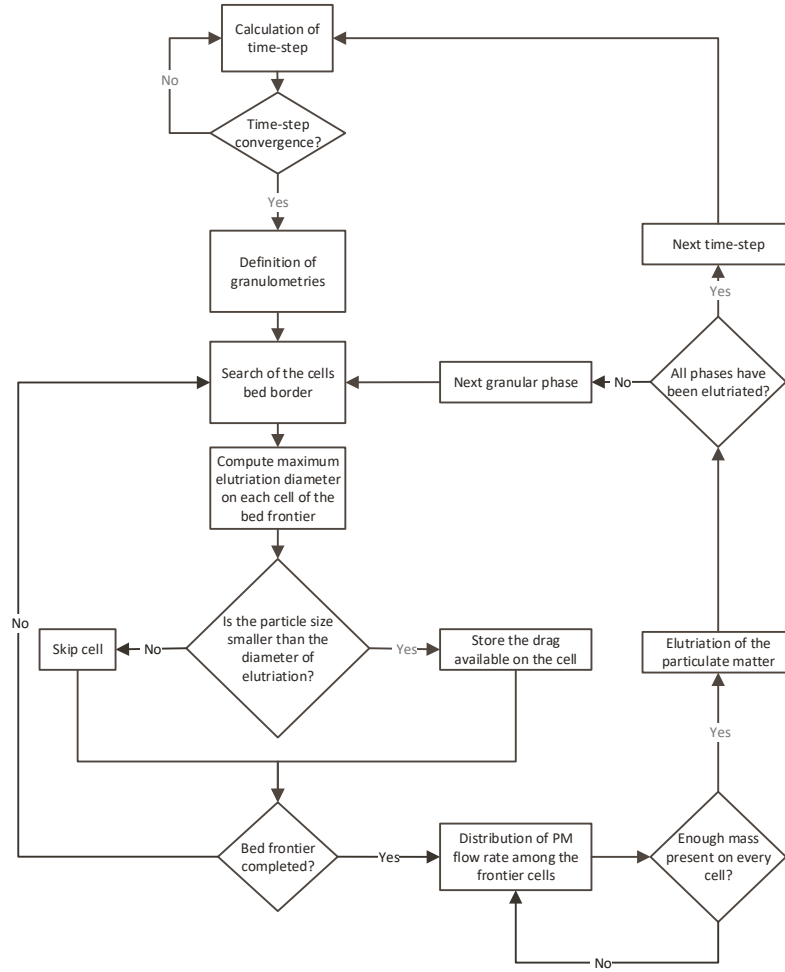 Calculation of
time-step
No
Time-step
convergence?
Yes
Definition of
granulometries
Next time-step
Yes
Search of the cells
bed border
Next granular phase
No
All phases have
been elutriated?
Compute maximum
elutriation diameter
on each cell of the
bed frontier
No
Skip cell
No
Is the particle size
smaller than the
diameter of
elutriation?
Yes
Store the drag
available on the cell
Elutriation of the
particulate matter
Yes
Bed frontier
completed?
Yes
Distribution of PM
flow rate among the
frontier cells
Enough mass
present on every
cell?
No